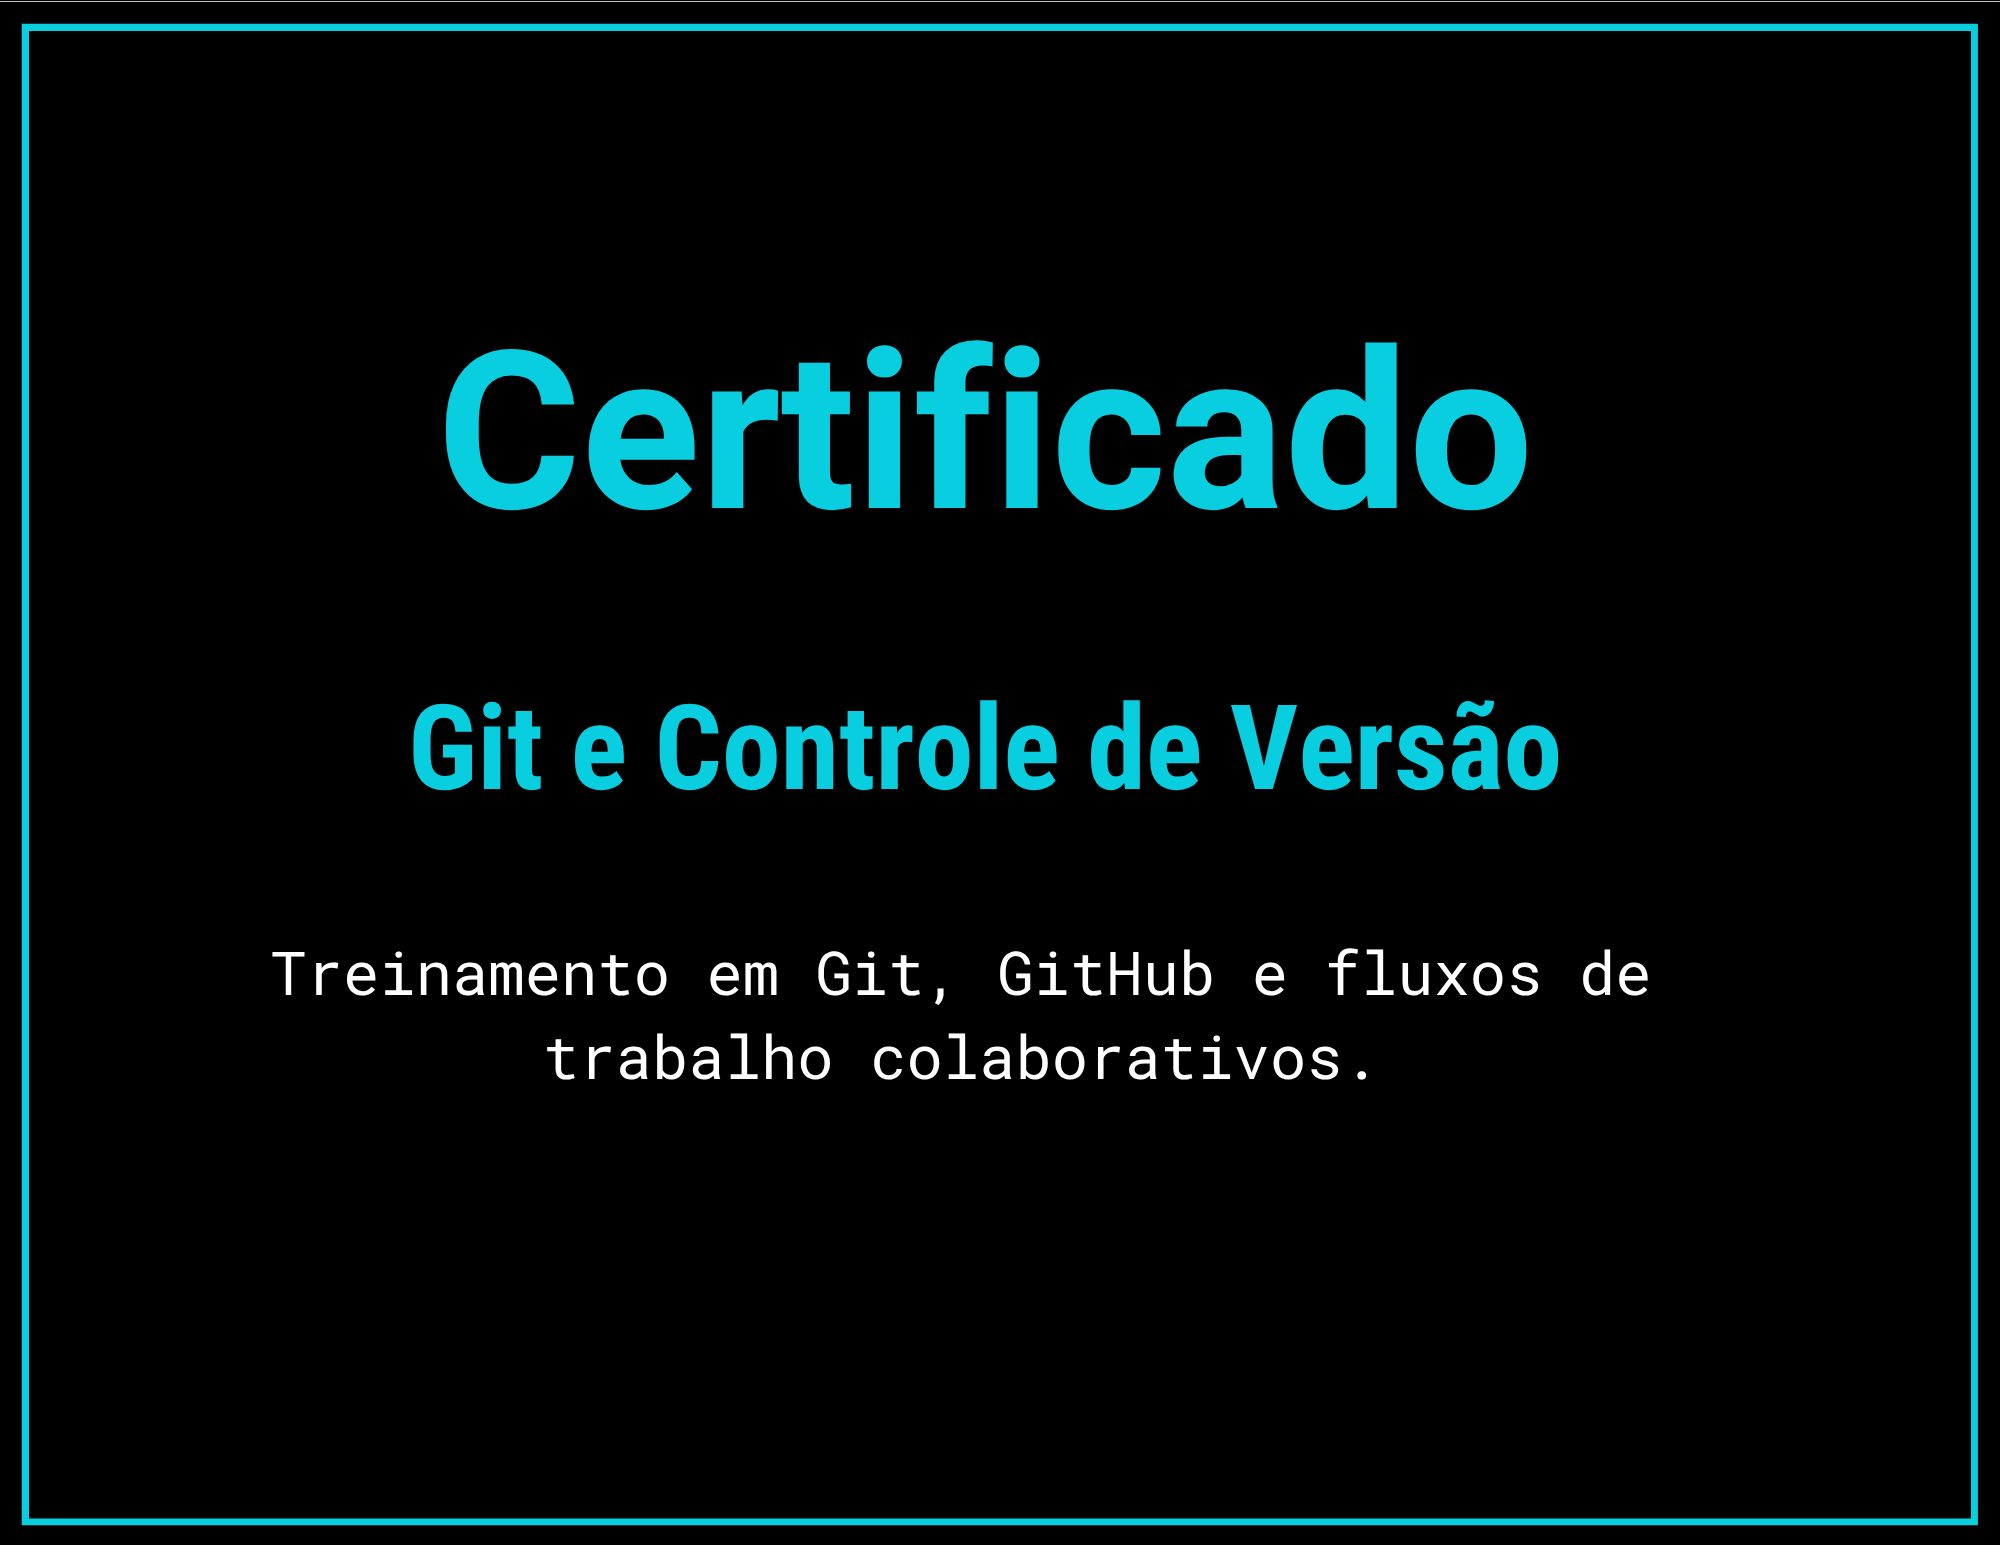 Certificado
Git e Controle de Versão
Treinamento em Git, GitHub e fluxos de
trabalho colaborativos.